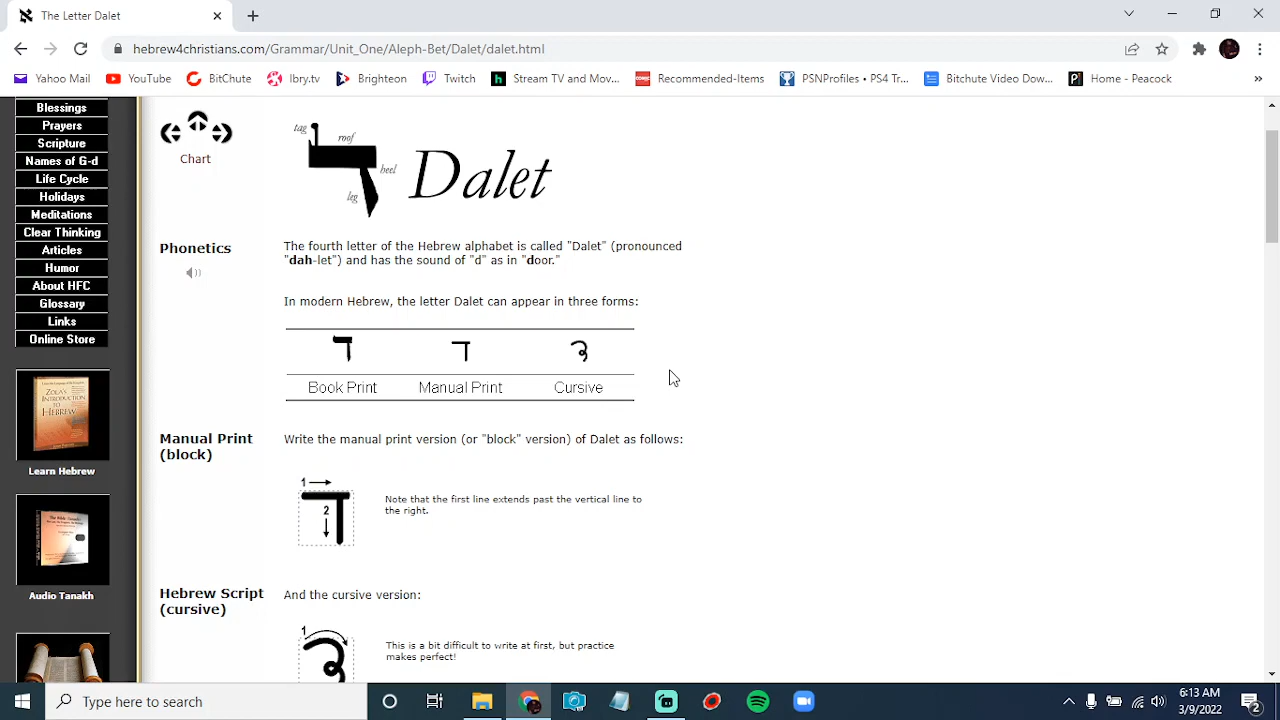 The Letter Dalet
hebrew4christians.com/Grammar/Unit_One/Aleph-Bet/Dalet/dalet.html
Yahoo Mail YouTube BitChute lbry.tv Brighteon Twitch Stream TV and Mov... Recommended-Items PSNProfiles • PS4 Tr... Bitchute Video Dow... Home - Peacock »
Blessings
Prayers
Scripture
Names of G-d
Life Cycle
Holidays
Meditations
Clear Thinking
Articles
Humor
About HFC
Glossary
Links
Online Store
ZOLA'S INTRODUCTION TO HEBREW
Learn Hebrew
Audio Tanakh
Chart
tag
roof
heel
leg
ד Dalet
Phonetics
The fourth letter of the Hebrew alphabet is called "Dalet" (pronounced
"dah-let") and has the sound of "d" as in "door."
In modern Hebrew, the letter Dalet can appear in three forms:
ד ד ד
Book Print Manual Print Cursive
Manual Print
(block)
Write the manual print version (or "block" version) of Dalet as follows:
1
2
ד
Note that the first line extends past the vertical line to
the right.
Hebrew Script
(cursive)
And the cursive version:
1
ד
This is a bit difficult to write at first, but practice
makes perfect!
Type here to search
6:13 AM
3/9/2022
2